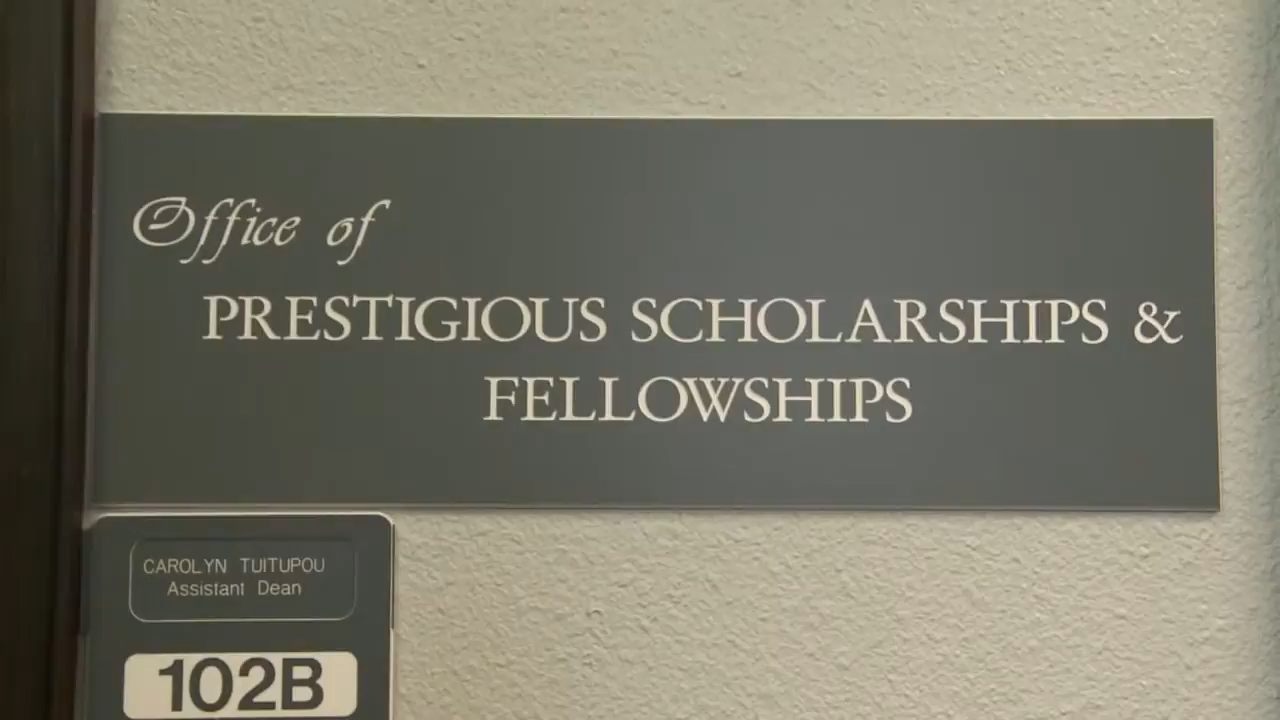 Office of
PRESTIGIOUS SCHOLARSHIPS &
FELLOWSHIPS
CAROLYN TUITUPOU
Assistant Dean
102B